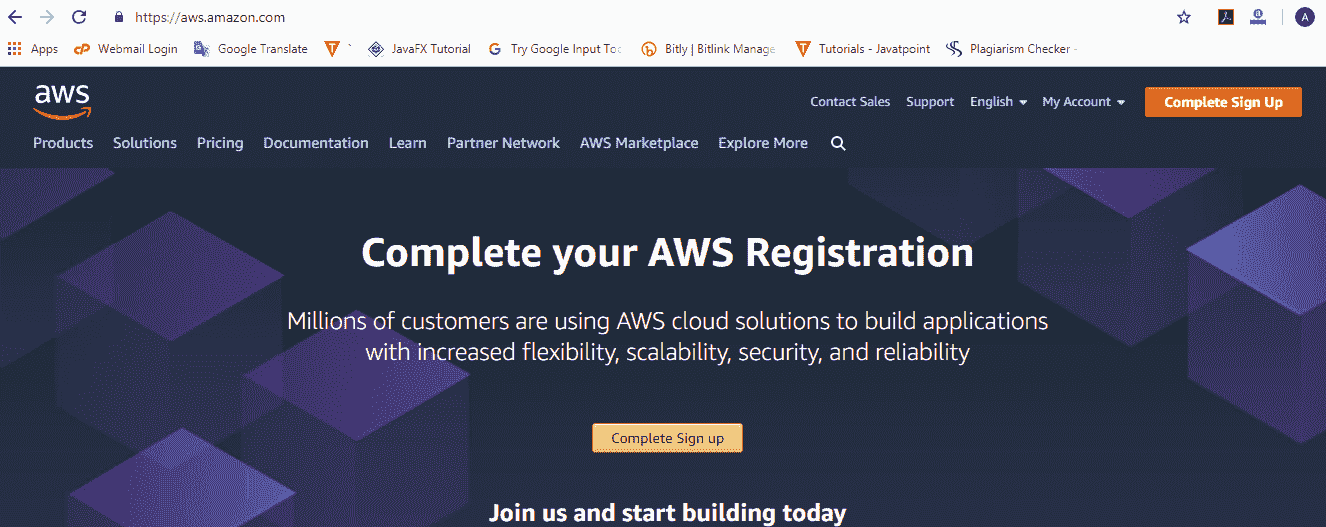 https://aws.amazon.com
A
Apps Webmail Login Google Translate JavaFX Tutorial Try Google Input Bitly | Bitlink Manage Tutorials - Javatpoint Plagiarism Checker -
aws
Contact Sales Support English My Account Complete Sign Up
Products Solutions Pricing Documentation Learn Partner Network AWS Marketplace Explore More
Complete your AWS Registration
Millions of customers are using AWS cloud solutions to build applications
with increased flexibility, scalability, security, and reliability
Complete Sign up
Join us and start building today